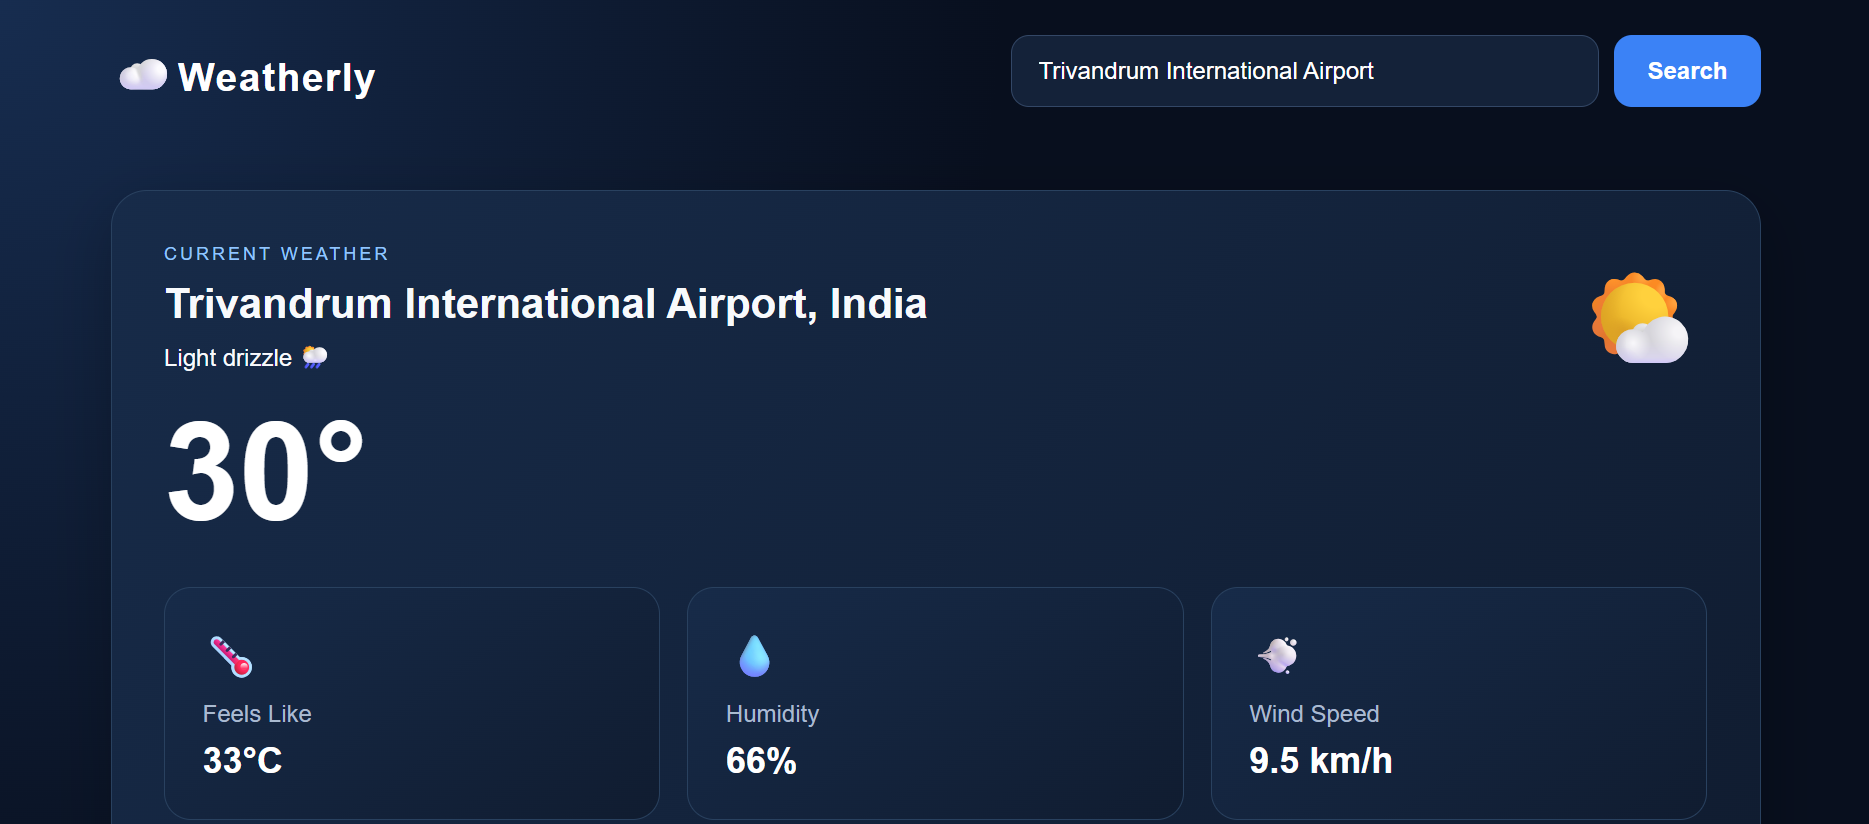 Weatherly
Trivandrum International Airport
Search
CURRENT WEATHER
Trivandrum International Airport, India
Light drizzle
30°
Feels Like
33°C
Humidity
66%
Wind Speed
9.5 km/h